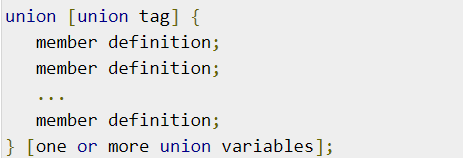 union [union tag] {
member definition;
member definition;
...
member definition;
} [one or more union variables];